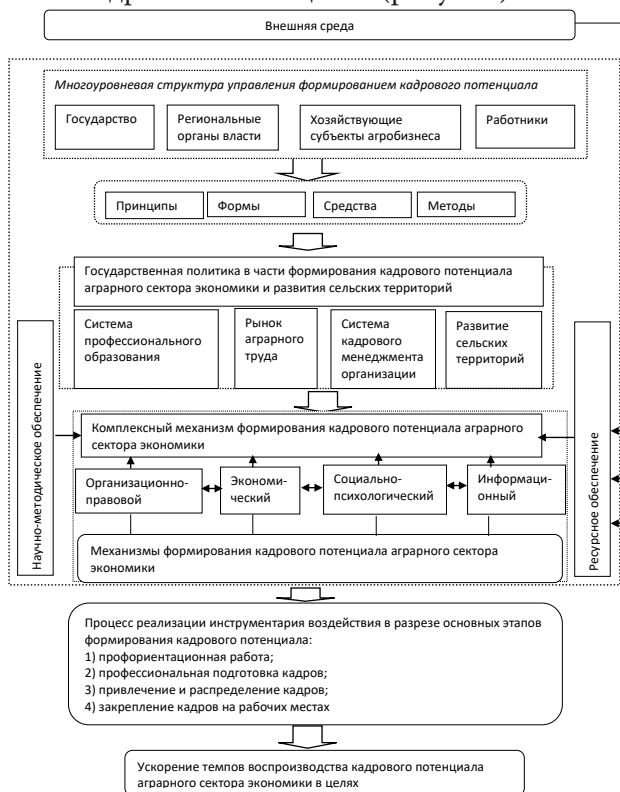 Внешняя среда
Многоуровневая структура управления формированием кадрового потенциала
Государство
Региональные
органы власти
Хозяйствующие
субъекты агробизнеса
Работники
Принципы
Формы
Средства
Методы
Государственная политика в части формирования кадрового потенциала
аграрного сектора экономики и развития сельских территорий
Система
профессионального
образования
Рынок
аграрного
труда
Система
кадрового
менеджмента
организации
Развитие
сельских
территорий
Научно-методическое обеспечение
Ресурсное обеспечение
Комплексный механизм формирования кадрового потенциала аграрного
сектора экономики
Организационно-
правовой
Экономи-
ческий
Социально-
психологический
Информаци-
онный
Механизмы формирования кадрового потенциала аграрного сектора
экономики
Процесс реализации инструментария воздействия в разрезе основных этапов
формирования кадрового потенциала:
1) профориентационная работа;
2) профессиональная подготовка кадров;
3) привлечение и распределение кадров;
4) закрепление кадров на рабочих местах
Ускорение темпов воспроизводства кадрового потенциала
аграрного сектора экономики в целях